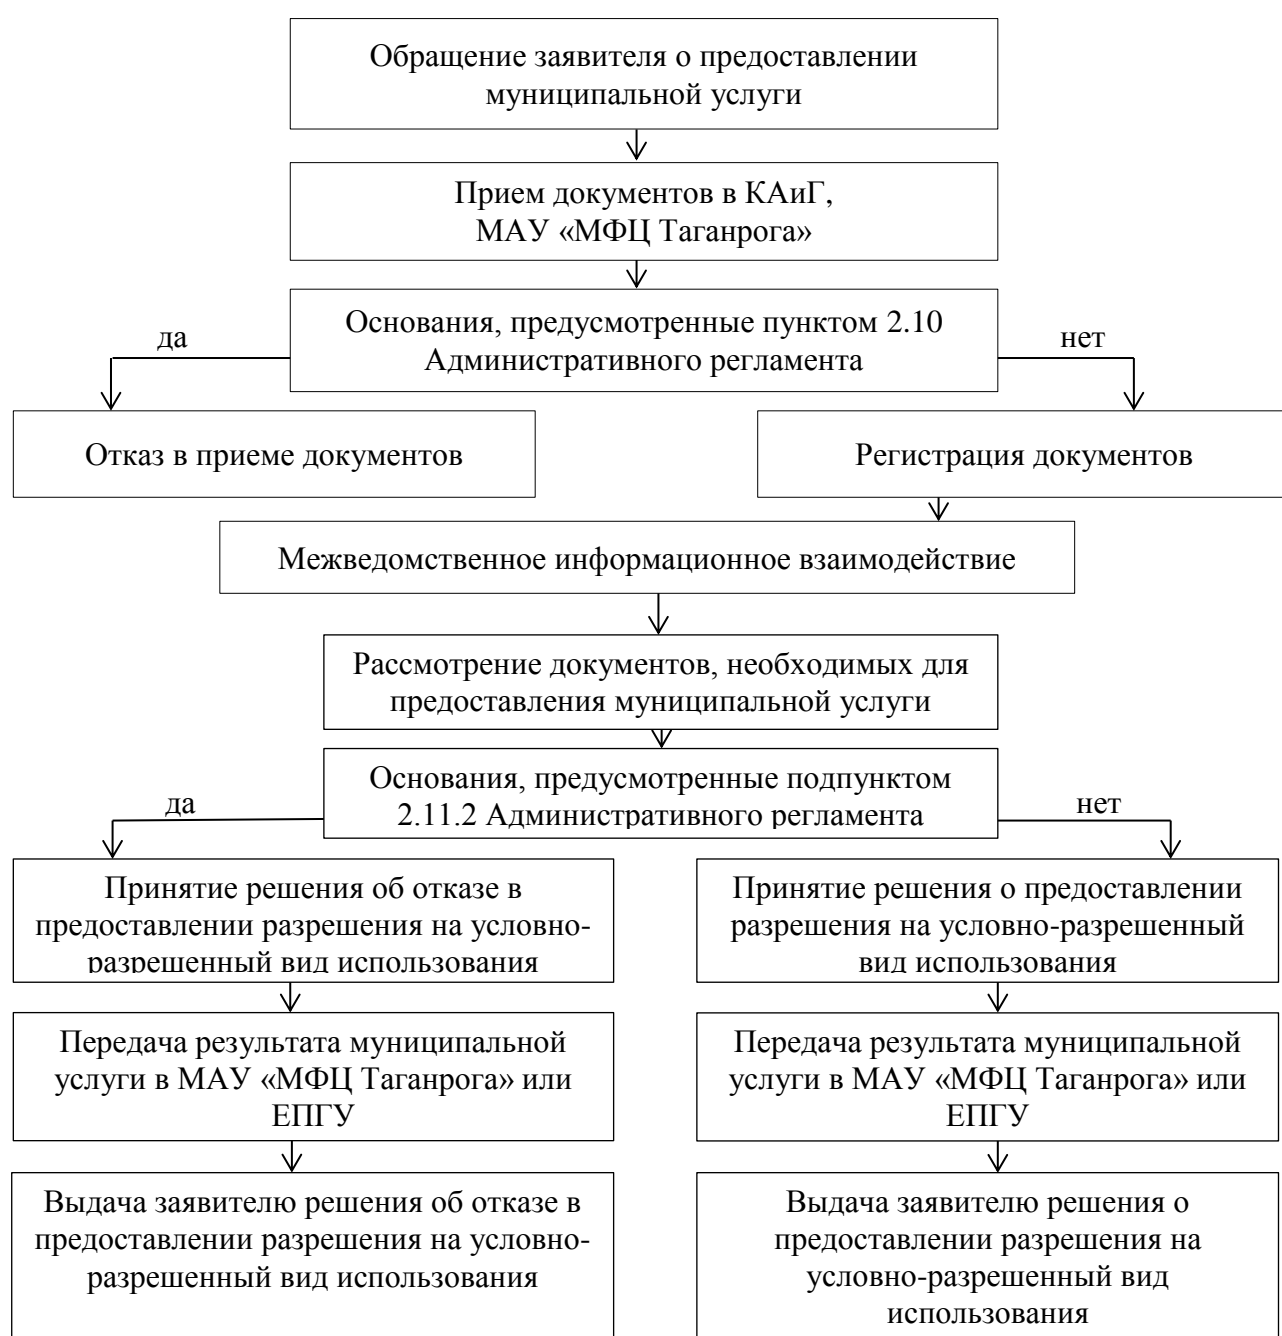 Обращение заявителя о предоставлении
муниципальной услуги
Прием документов в КАиГ,
МАУ «МФЦ Таганрога»
Основания, предусмотренные пунктом 2.10
Административного регламента
да
нет
Отказ в приеме документов
Регистрация документов
Межведомственное информационное взаимодействие
Рассмотрение документов, необходимых для
предоставления муниципальной услуги
Основания, предусмотренные подпунктом
2.11.2 Административного регламента
да
нет
Принятие решения об отказе в
предоставлении разрешения на условно-
разрешенный вид использования
Принятие решения о предоставлении
разрешения на условно-разрешенный
вид использования
Передача результата муниципальной
услуги в МАУ «МФЦ Таганрога» или
ЕПГУ
Передача результата муниципальной
услуги в МАУ «МФЦ Таганрога» или
ЕПГУ
Выдача заявителю решения об отказе в
предоставлении разрешения на условно-
разрешенный вид использования
Выдача заявителю решения о
предоставлении разрешения на
условно-разрешенный вид
использования